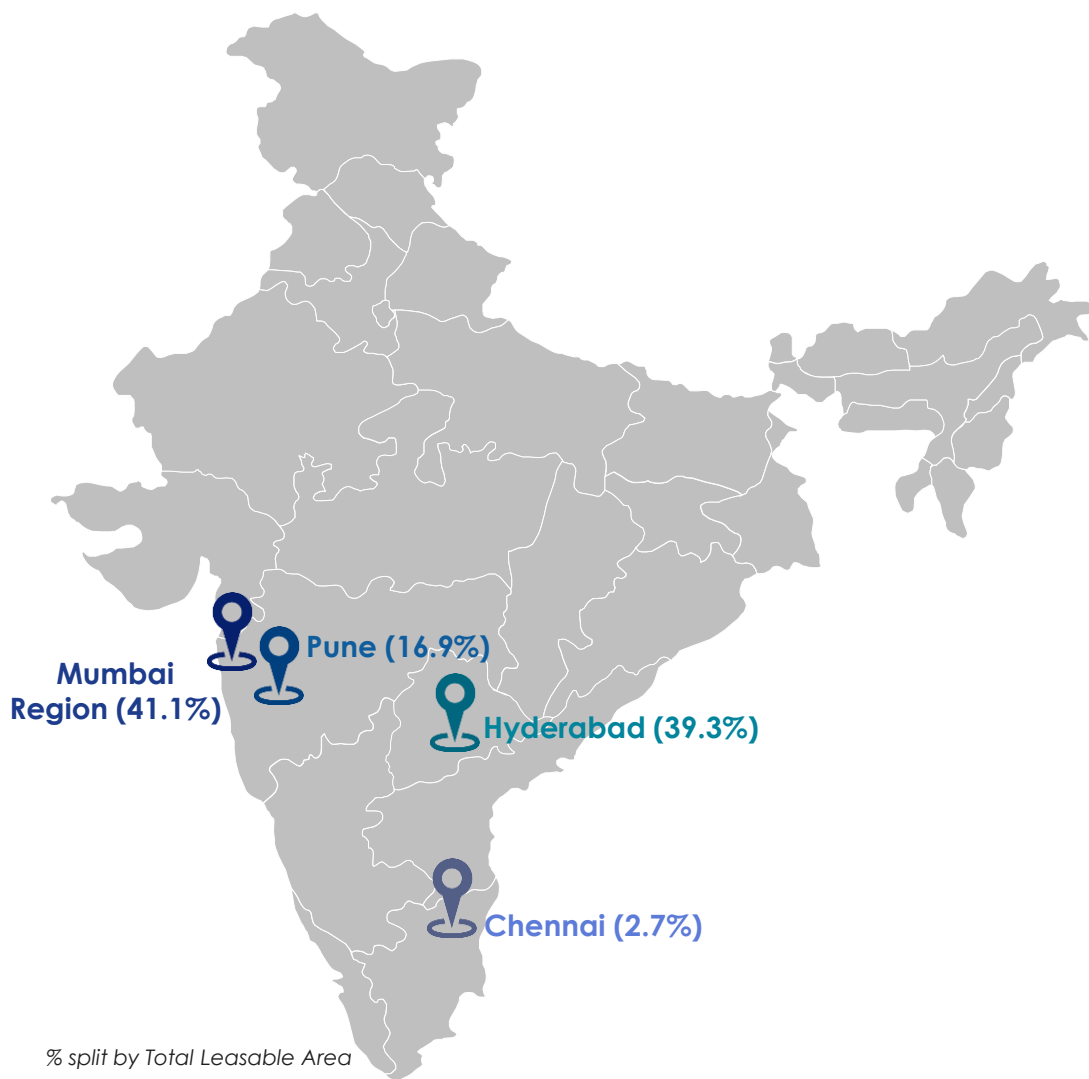 Pune (16.9%)
Mumbai
Region (41.1%)
Hyderabad (39.3%)
Chennai (2.7%)
% split by Total Leasable Area